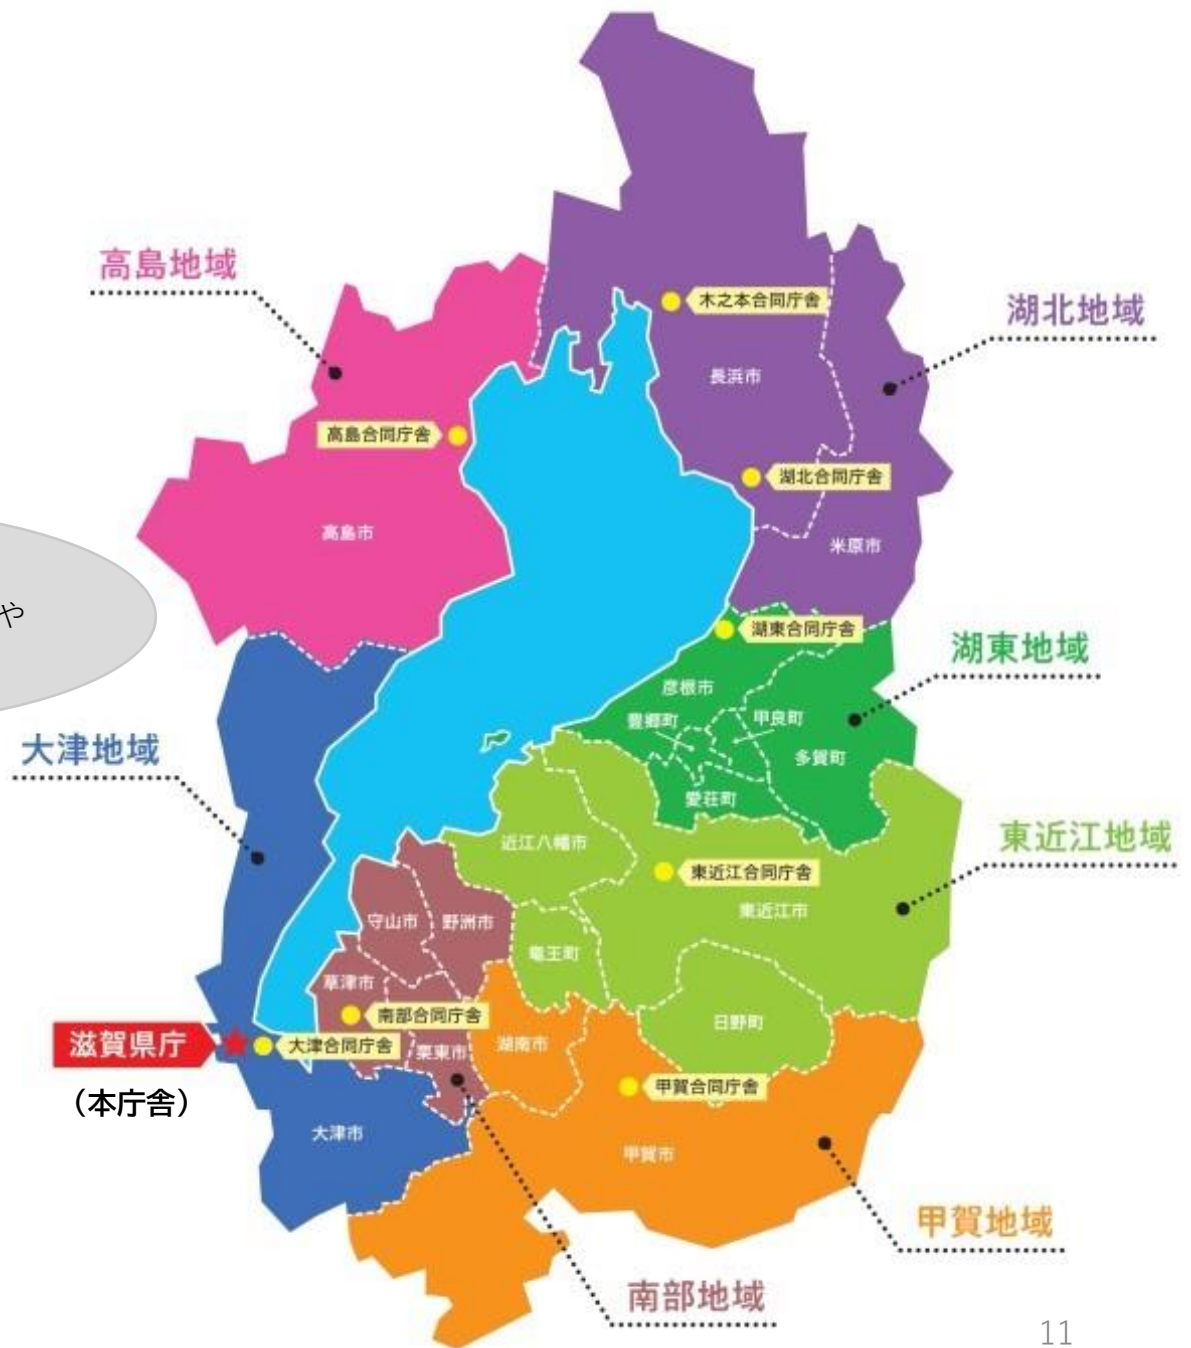 高島地域
木之本合同庁舎
湖北地域
長浜市
高島合同庁舎
湖北合同庁舎
高島市
米原市
や
湖東合同庁舎
湖東地域
彦根市
豊郷町
甲良町
大津地域
多賀町
愛荘町
近江八幡市
東近江地域
東近江合同庁舎
守山市
野洲市
東近江市
竜王町
草津市
南部合同庁舎
日野町
滋賀県庁
大津合同庁舎
栗東市
湖南市
(本庁舎)
甲賀合同庁舎
大津市
甲賀市
甲賀地域
南部地域
11